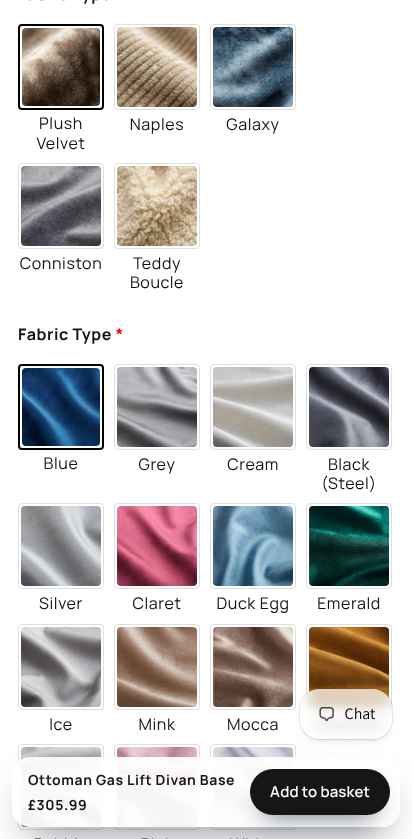 Plush
Velvet
Naples
Galaxy
Conniston
Teddy
Boucle
Fabric Type *
Blue
Grey
Cream
Black
(Steel)
Silver
Claret
Duck Egg
Emerald
Ice
Mink
Mocca
Chat
Ottoman Gas Lift Divan Base
£305.99
Add to basket